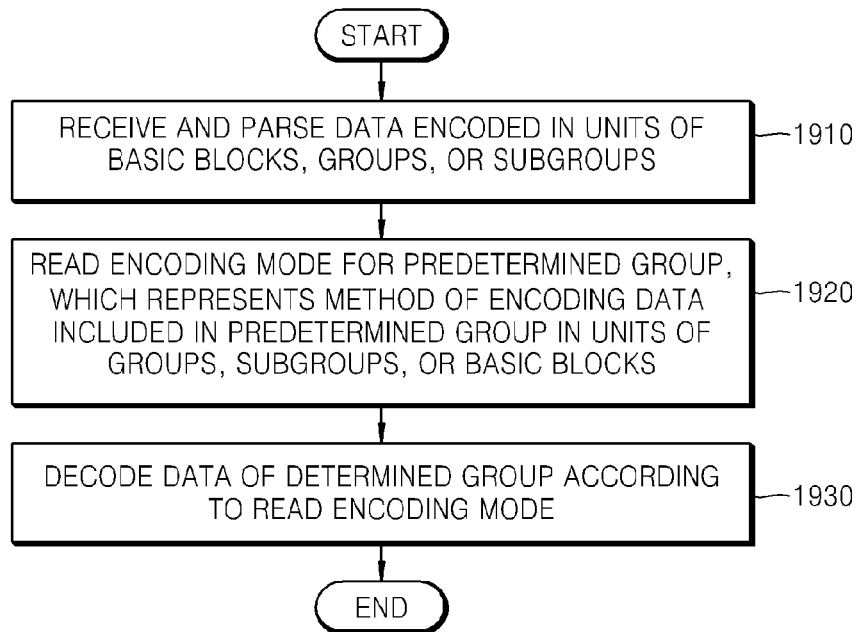 START
RECEIVE AND PARSE DATA ENCODED IN UNITS OF
BASIC BLOCKS, GROUPS, OR SUBGROUPS
1910
READ ENCODING MODE FOR PREDETERMINED GROUP,
WHICH REPRESENTS METHOD OF ENCODING DATA
INCLUDED IN PREDETERMINED GROUP IN UNITS OF
GROUPS, SUBGROUPS, OR BASIC BLOCKS
1920
DECODE DATA OF DETERMINED GROUP ACCORDING
TO READ ENCODING MODE
1930
END